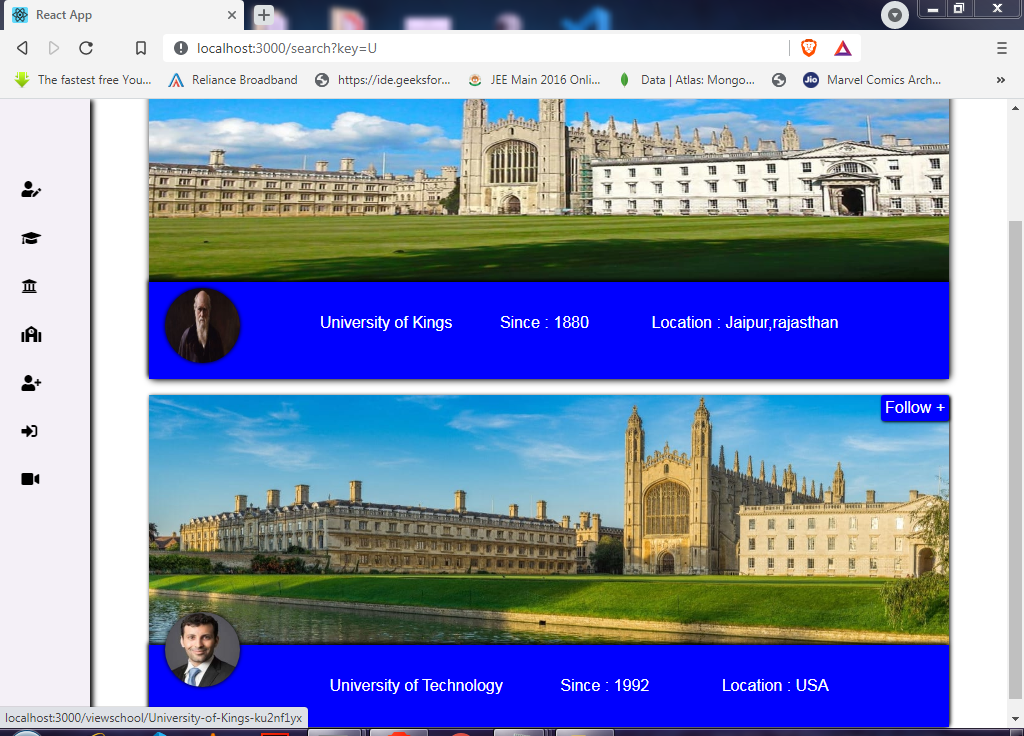 React App
localhost:3000/search?key=U
The fastest free You...
Reliance Broadband
https://ide.geeksfor...
JEE Main 2016 Onli...
Data | Atlas: Mongo...
Jio
Marvel Comics Arch...
»
University of Kings
Since : 1880
Location : Jaipur,rajasthan
Follow +
University of Technology
Since : 1992
Location : USA
localhost:3000/viewschool/University-of-Kings-ku2nf1yx